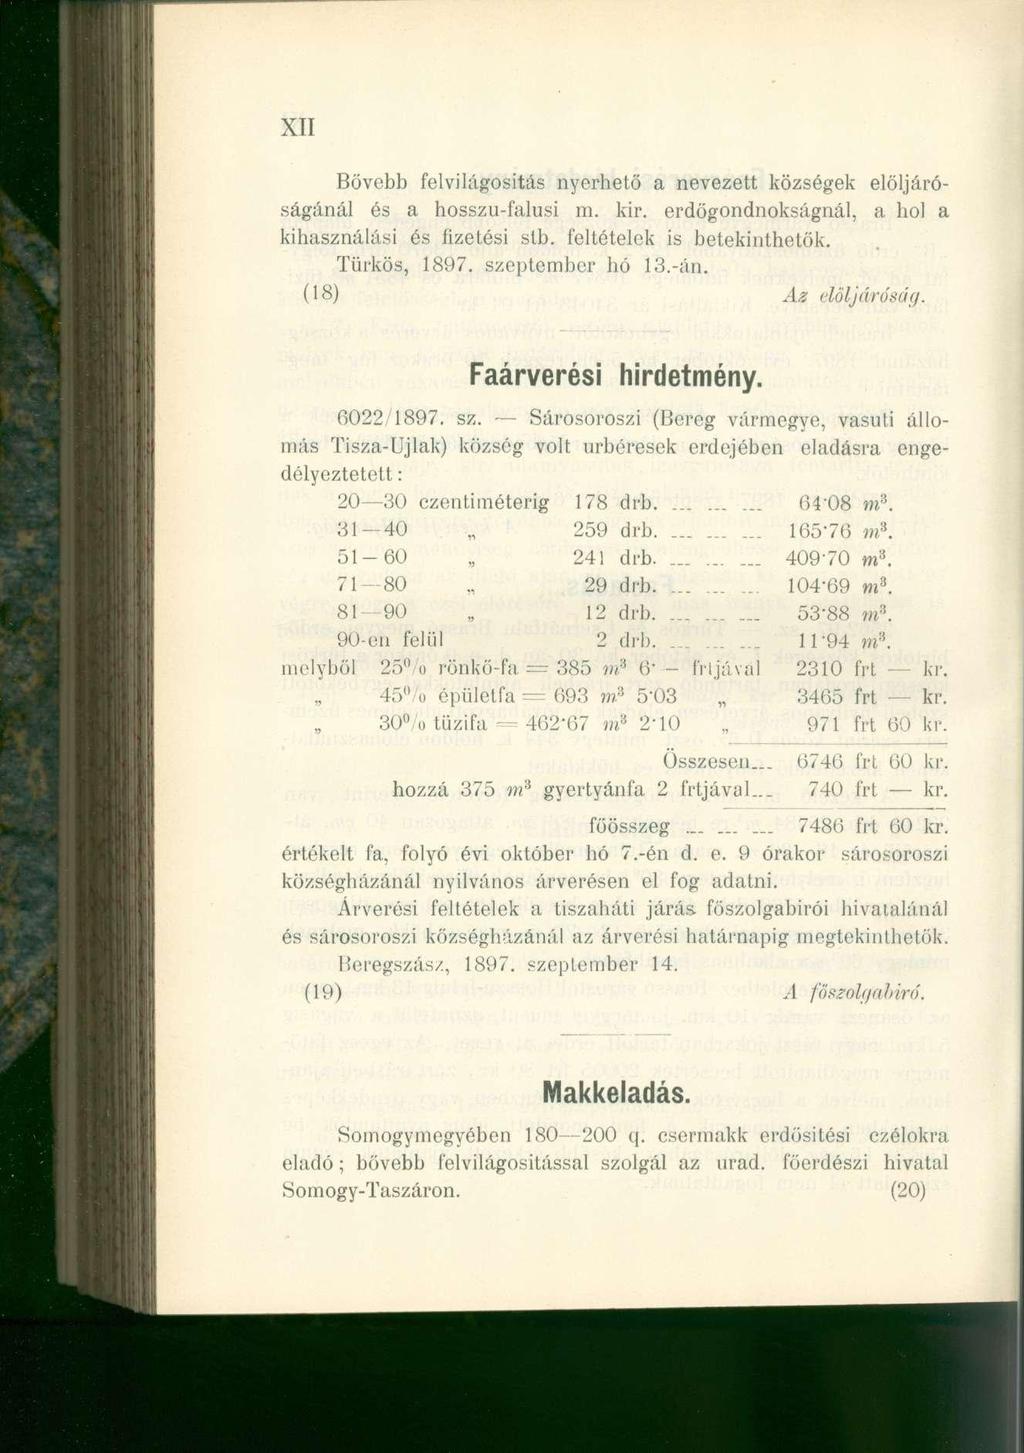 XII
Bövebb felvilágositás nyerhető a nevezett községek elöljáró-
ságánál és a hosszu-falusi m. kir. erdőgondnokságnál, a hol a
kihasználási és fizetési stb. feltételek is betekinthetők.
Türkös, 1897. szeptember hó 13.-án.
(18) Az elöljáróság.
Faárverési hirdetmény.
6022/1897. sz. — Sárosoroszi (Bereg vármegye, vasuti állo-
más Tisza-Ujlak) község volt urbéresek erdejében eladásra enge-
délyeztetett:
20—30 czentiméterig 178 drb. ... ... ... 64·08 m³.
31—40 „ 259 drb. ... ... ... 165·76 m³.
51—60 „ 241 drb. ... ... ... 409·70 m³.
71—80 „ 29 drb. ... ... ... 104·69 m³.
81—90 „ 12 drb. ... ... ... 53·88 m³.
90-en felül 2 drb. ... ... ... 11·94 m³.
melyből 25% rönkő-fa = 385 m³ 6·— frtjával 2310 frt — kr.
„ 45% épületfa = 693 m³ 5·03 „ 3465 frt — kr.
„ 30% tüzifa = 462·67 m³ 2·10 „ 971 frt 60 kr.
Összesen... 6746 frt 60 kr.
hozzá 375 m³ gyertyánfa 2 frtjával... 740 frt — kr.
főösszeg ... ... ... 7486 frt 60 kr.
értékelt fa, folyó évi október hó 7.-én d. e. 9 órakor sárosoroszi
községházánál nyilvános árverésen el fog adatni.
Árverési feltételek a tiszaháti járás főszolgabirói hivatalánál
és sárosoroszi községházánál az árverési határnapig megtekinthetők.
Beregszász, 1897. szeptember 14.
(19) A főszolgabiró.
Makkeladás.
Somogymegyében 180—200 q. csermakk erdősitési czélokra
eladó; bővebb felvilágositással szolgál az urad. főerdészi hivatal
Somogy-Taszáron. (20)